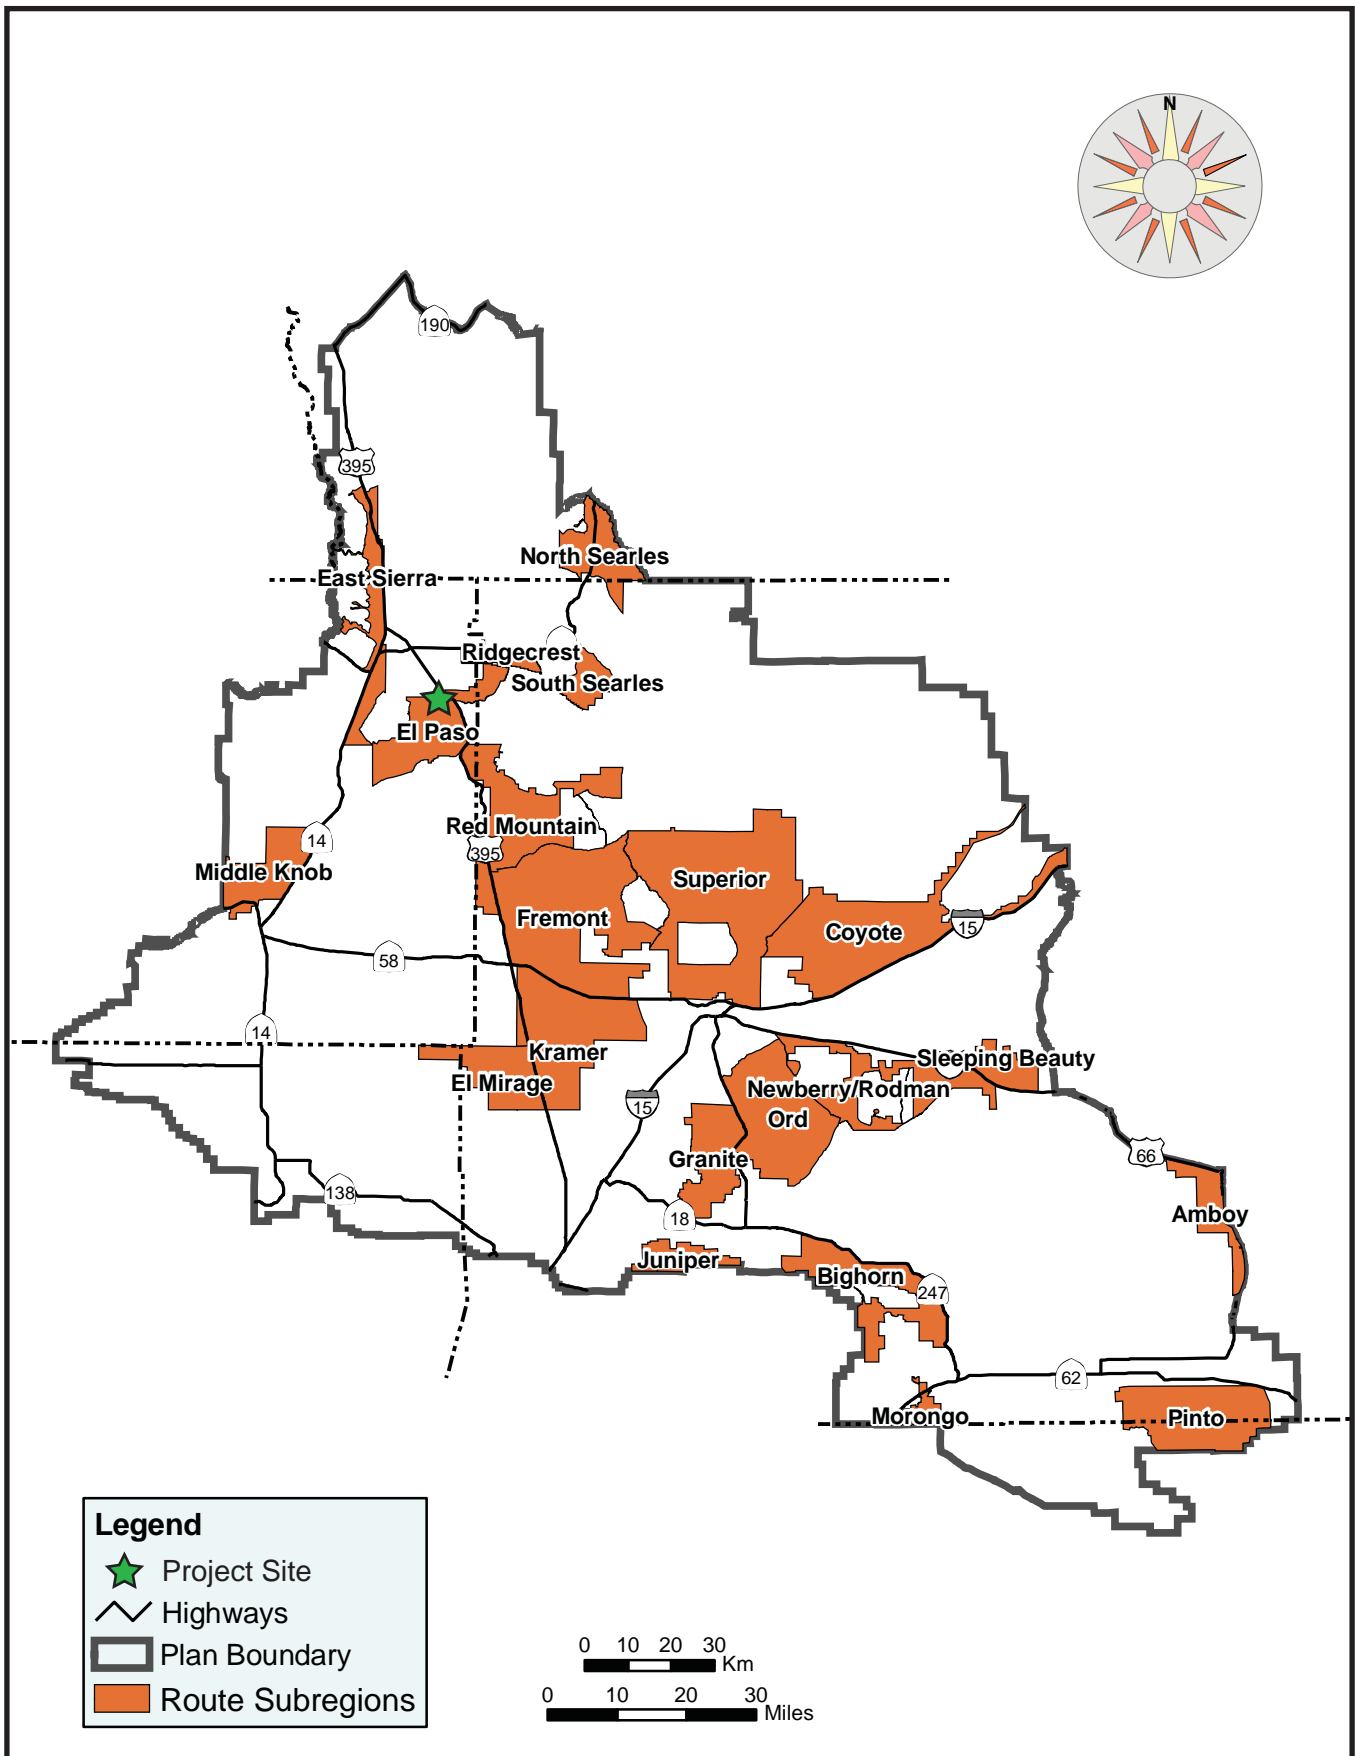 N
190
395
North Searles
East Sierra
Ridgecrest
South Searles
El Paso
Red Mountain
14
395
Middle Knob
Superior
Fremont
Coyote
15
58
14
Kramer
Sleeping Beauty
El Mirage
Newberry/Rodman
15
Ord
66
Granite
138
18
Amboy
Juniper
Bighorn
247
62
Morongo
Pinto
Legend
Project Site
Highways
Plan Boundary
Route Subregions
0 10 20 30
Km
0 10 20 30
Miles